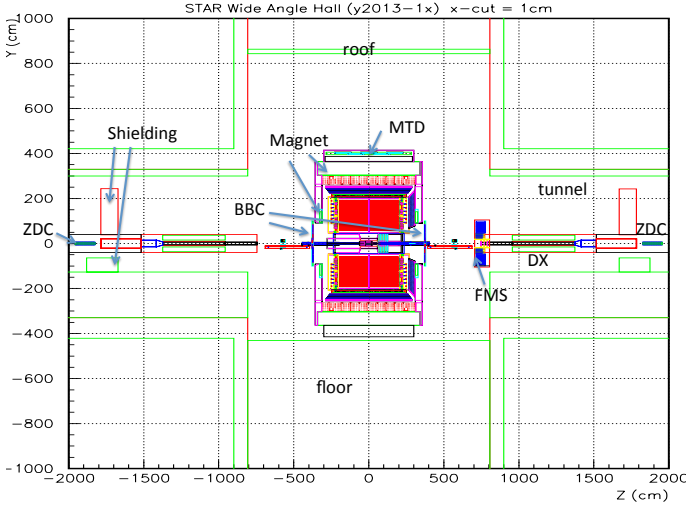 STAR Wide Angle Hall (y2013-1x) x-cut = 1cm
Y (cm)
1000
800
600
400
200
0
-200
-400
-600
-800
-1000
roof
Shielding
Magnet
MTD
BBC
tunnel
ZDC
ZDC
DX
FMS
floor
-2000 -1500 -1000 -500 0 500 1000 1500 2000
Z (cm)